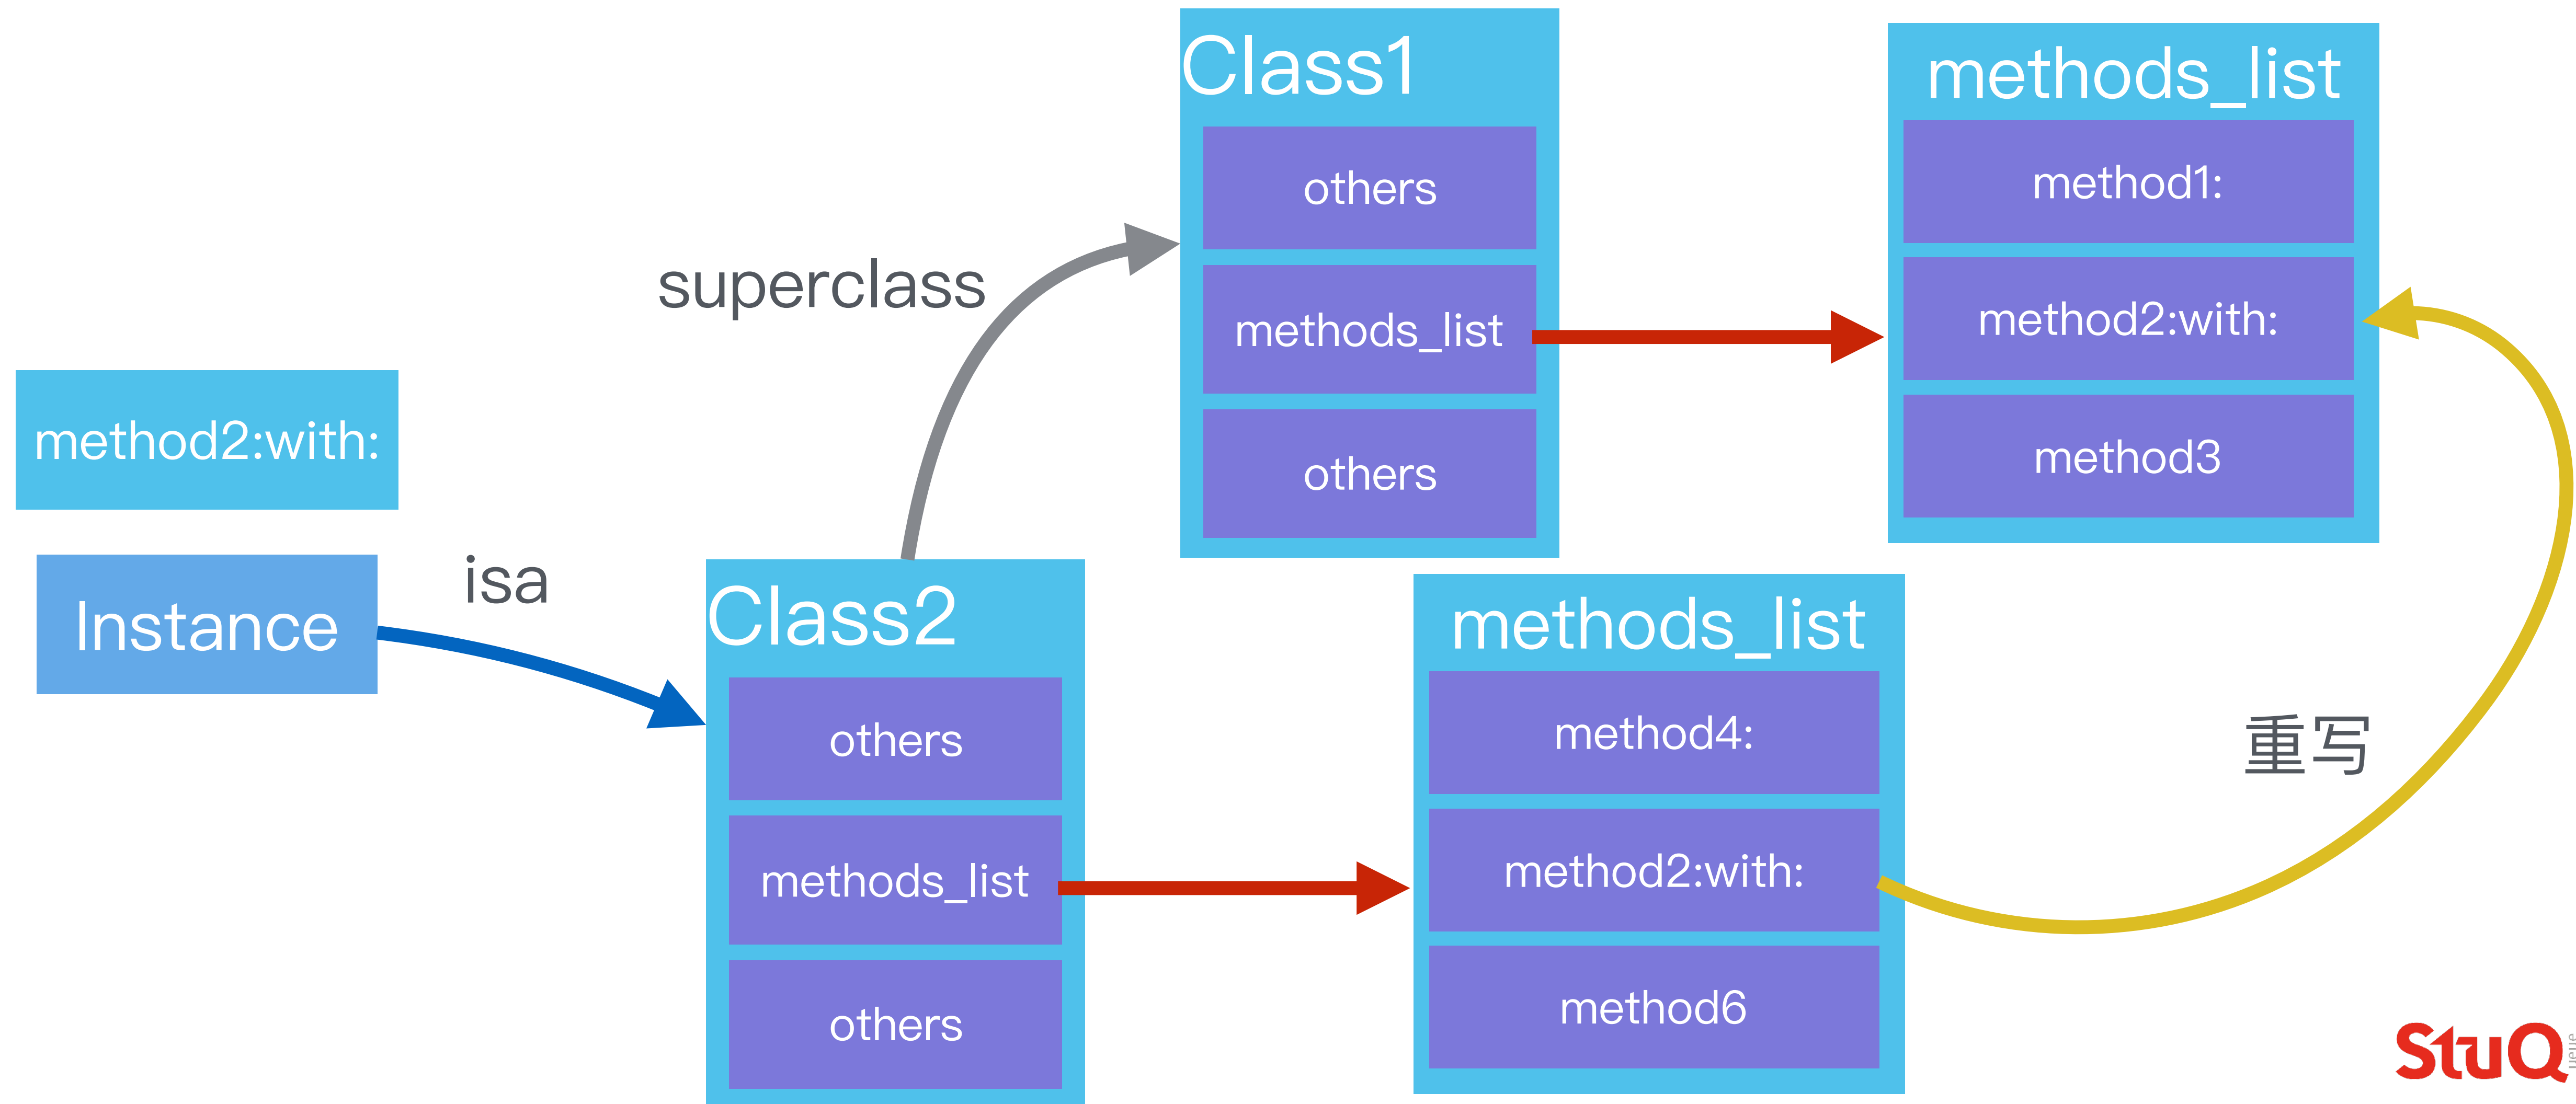 Class1
others
methods_list
others
methods_list
method1:
method2:with:
method3
superclass
method2:with:
Instance
isa
Class2
others
methods_list
others
methods_list
method4:
method2:with:
method6
重写
StuQ